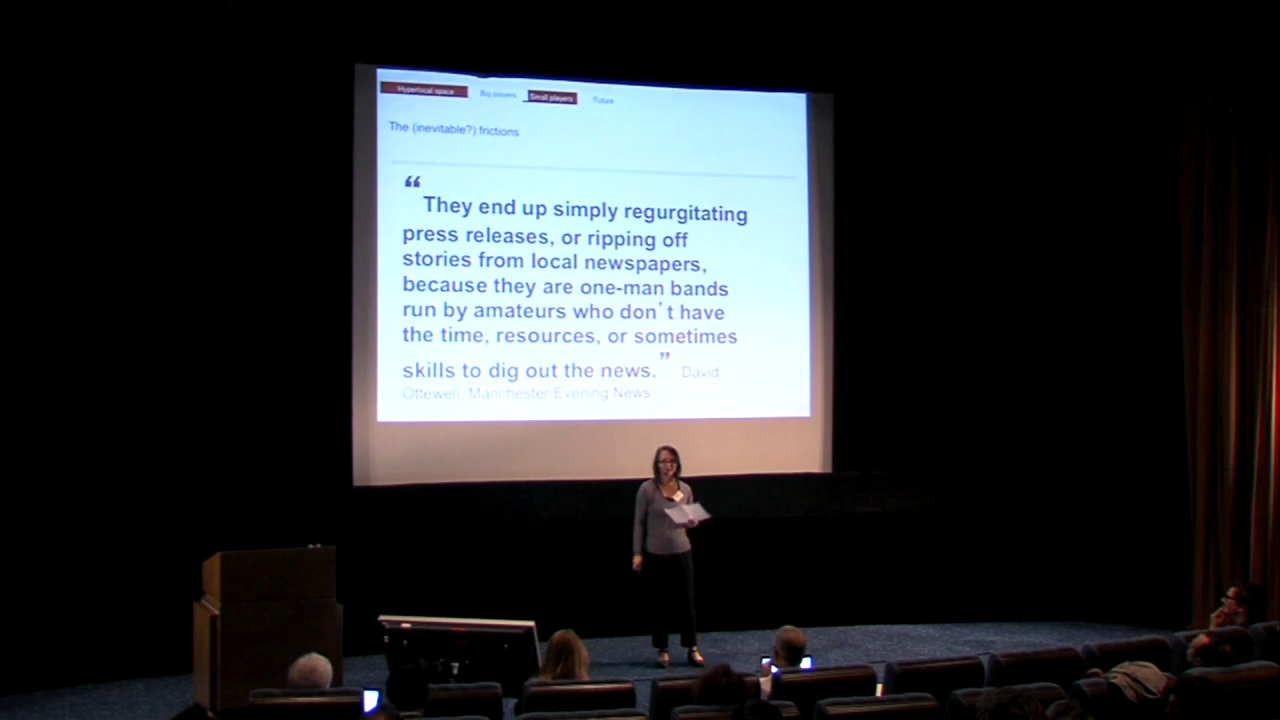 Hyperlocal space Big players Small players Future
The (inevitable?) frictions
“
They end up simply regurgitating
press releases, or ripping off
stories from local newspapers,
because they are one-man bands
run by amateurs who don’t have
the time, resources, or sometimes
skills to dig out the news.” David
Ottewell, Manchester Evening News